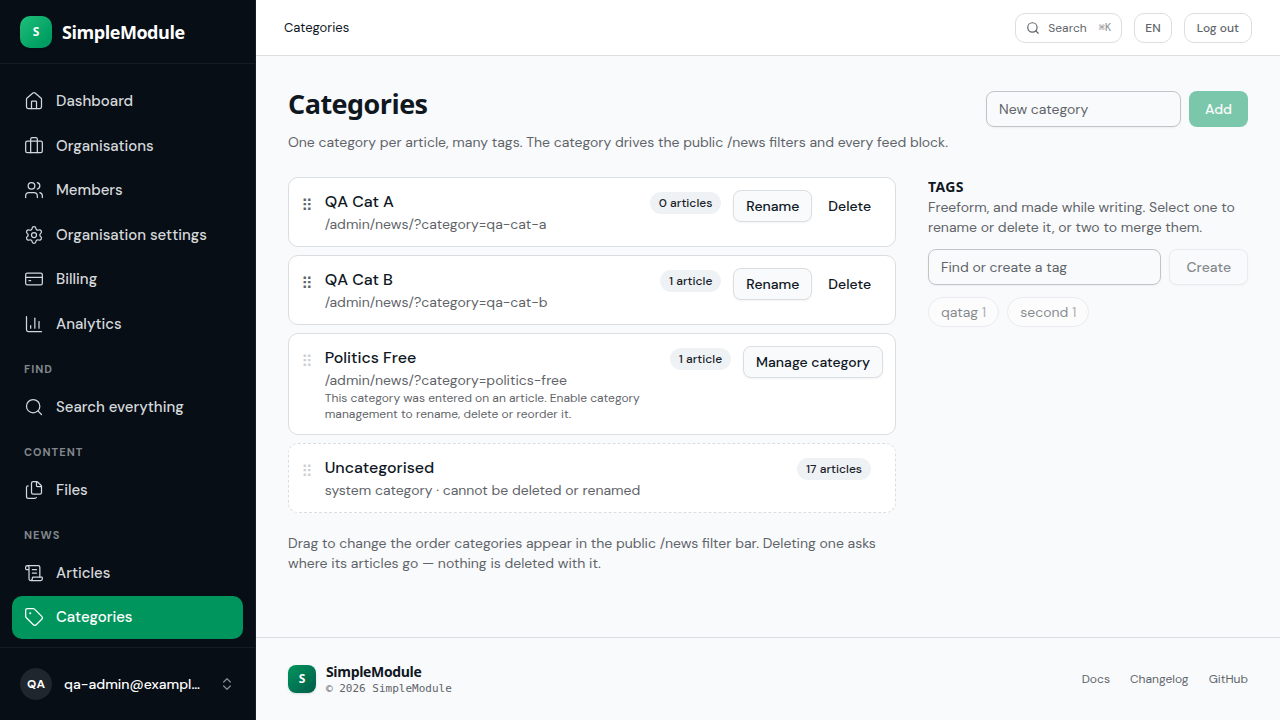 S SimpleModule
Dashboard
Organisations
Members
Organisation settings
Billing
Analytics
FIND
Search everything
CONTENT
Files
NEWS
Articles
Categories
QA qa-admin@exampl...
Categories
Search ⌘K
EN
Log out
Categories
New category
Add
One category per article, many tags. The category drives the public /news filters and every feed block.
QA Cat A
0 articles
Rename
Delete
/admin/news/?category=qa-cat-a
QA Cat B
1 article
Rename
Delete
/admin/news/?category=qa-cat-b
Politics Free
1 article
Manage category
/admin/news/?category=politics-free
This category was entered on an article. Enable category
management to rename, delete or reorder it.
Uncategorised
17 articles
system category · cannot be deleted or renamed
Drag to change the order categories appear in the public /news filter bar. Deleting one asks
where its articles go — nothing is deleted with it.
TAGS
Freeform, and made while writing. Select one to
rename or delete it, or two to merge them.
Find or create a tag
Create
qatag 1
second 1
S SimpleModule
© 2026 SimpleModule
Docs
Changelog
GitHub